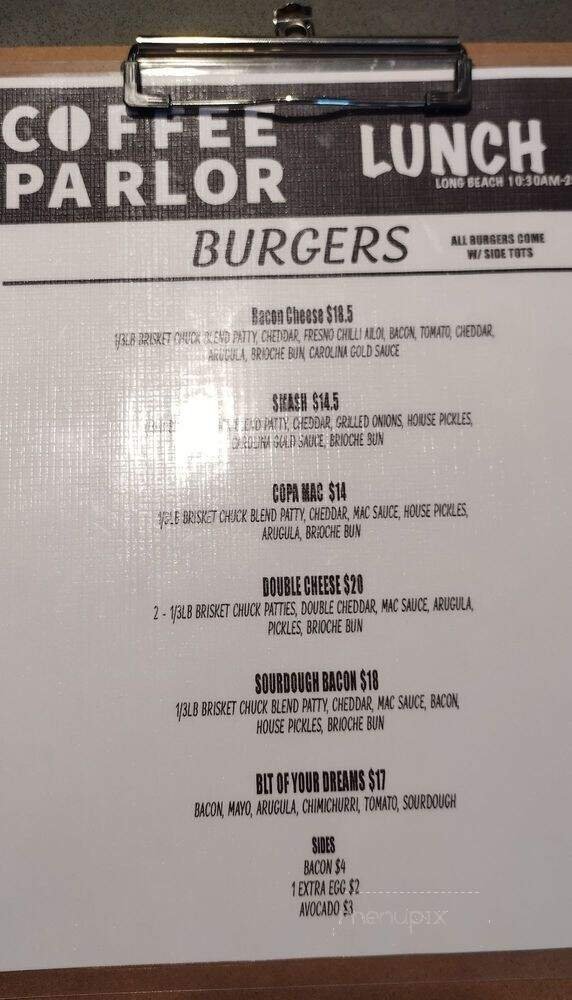 COFFEE
PARLOR
LUNCH
LONG BEACH 10:30AM-2
BURGERS
ALL BURGERS COME
W/ SIDE TOTS
Bacon Cheese $18.5
1/3LB BRISKET CHUCK BLEND PATTY, CHEDDAR, FRESNO CHILLI AILOI, BACON, TOMATO, CHEDDAR,
ARUGULA, BRIOCHE BUN, CAROLINA GOLD SAUCE
SMASH $14.5
BLEND PATTY, CHEDDAR, GRILLED ONIONS, HOIUSE PICKLES,
CAROLINA GOLD SAUCE, BRIOCHE BUN
COPA MAC $14
1/3LB BRISKET CHUCK BLEND PATTY, CHEDDAR, MAC SAUCE, HOUSE PICKLES,
ARUGULA, BRIOCHE BUN
DOUBLE CHEESE $20
2 - 1/3LB BRISKET CHUCK PATTIES, DOUBLE CHEDDAR, MAC SAUCE, ARUGULA,
PICKLES, BRIOCHE BUN
SOURDOUGH BACON $18
1/3LB BRISKET CHUCK BLEND PATTY, CHEDDAR, MAC SAUCE, BACON,
HOUSE PICKLES, BRIOCHE BUN
BLT OF YOUR DREAMS $17
BACON, MAYO, ARUGULA, CHIMICHURRI, TOMATO, SOURDOUGH
SIDES
BACON $4
1 EXTRA EGG $2
AVOCADO $3
menupix